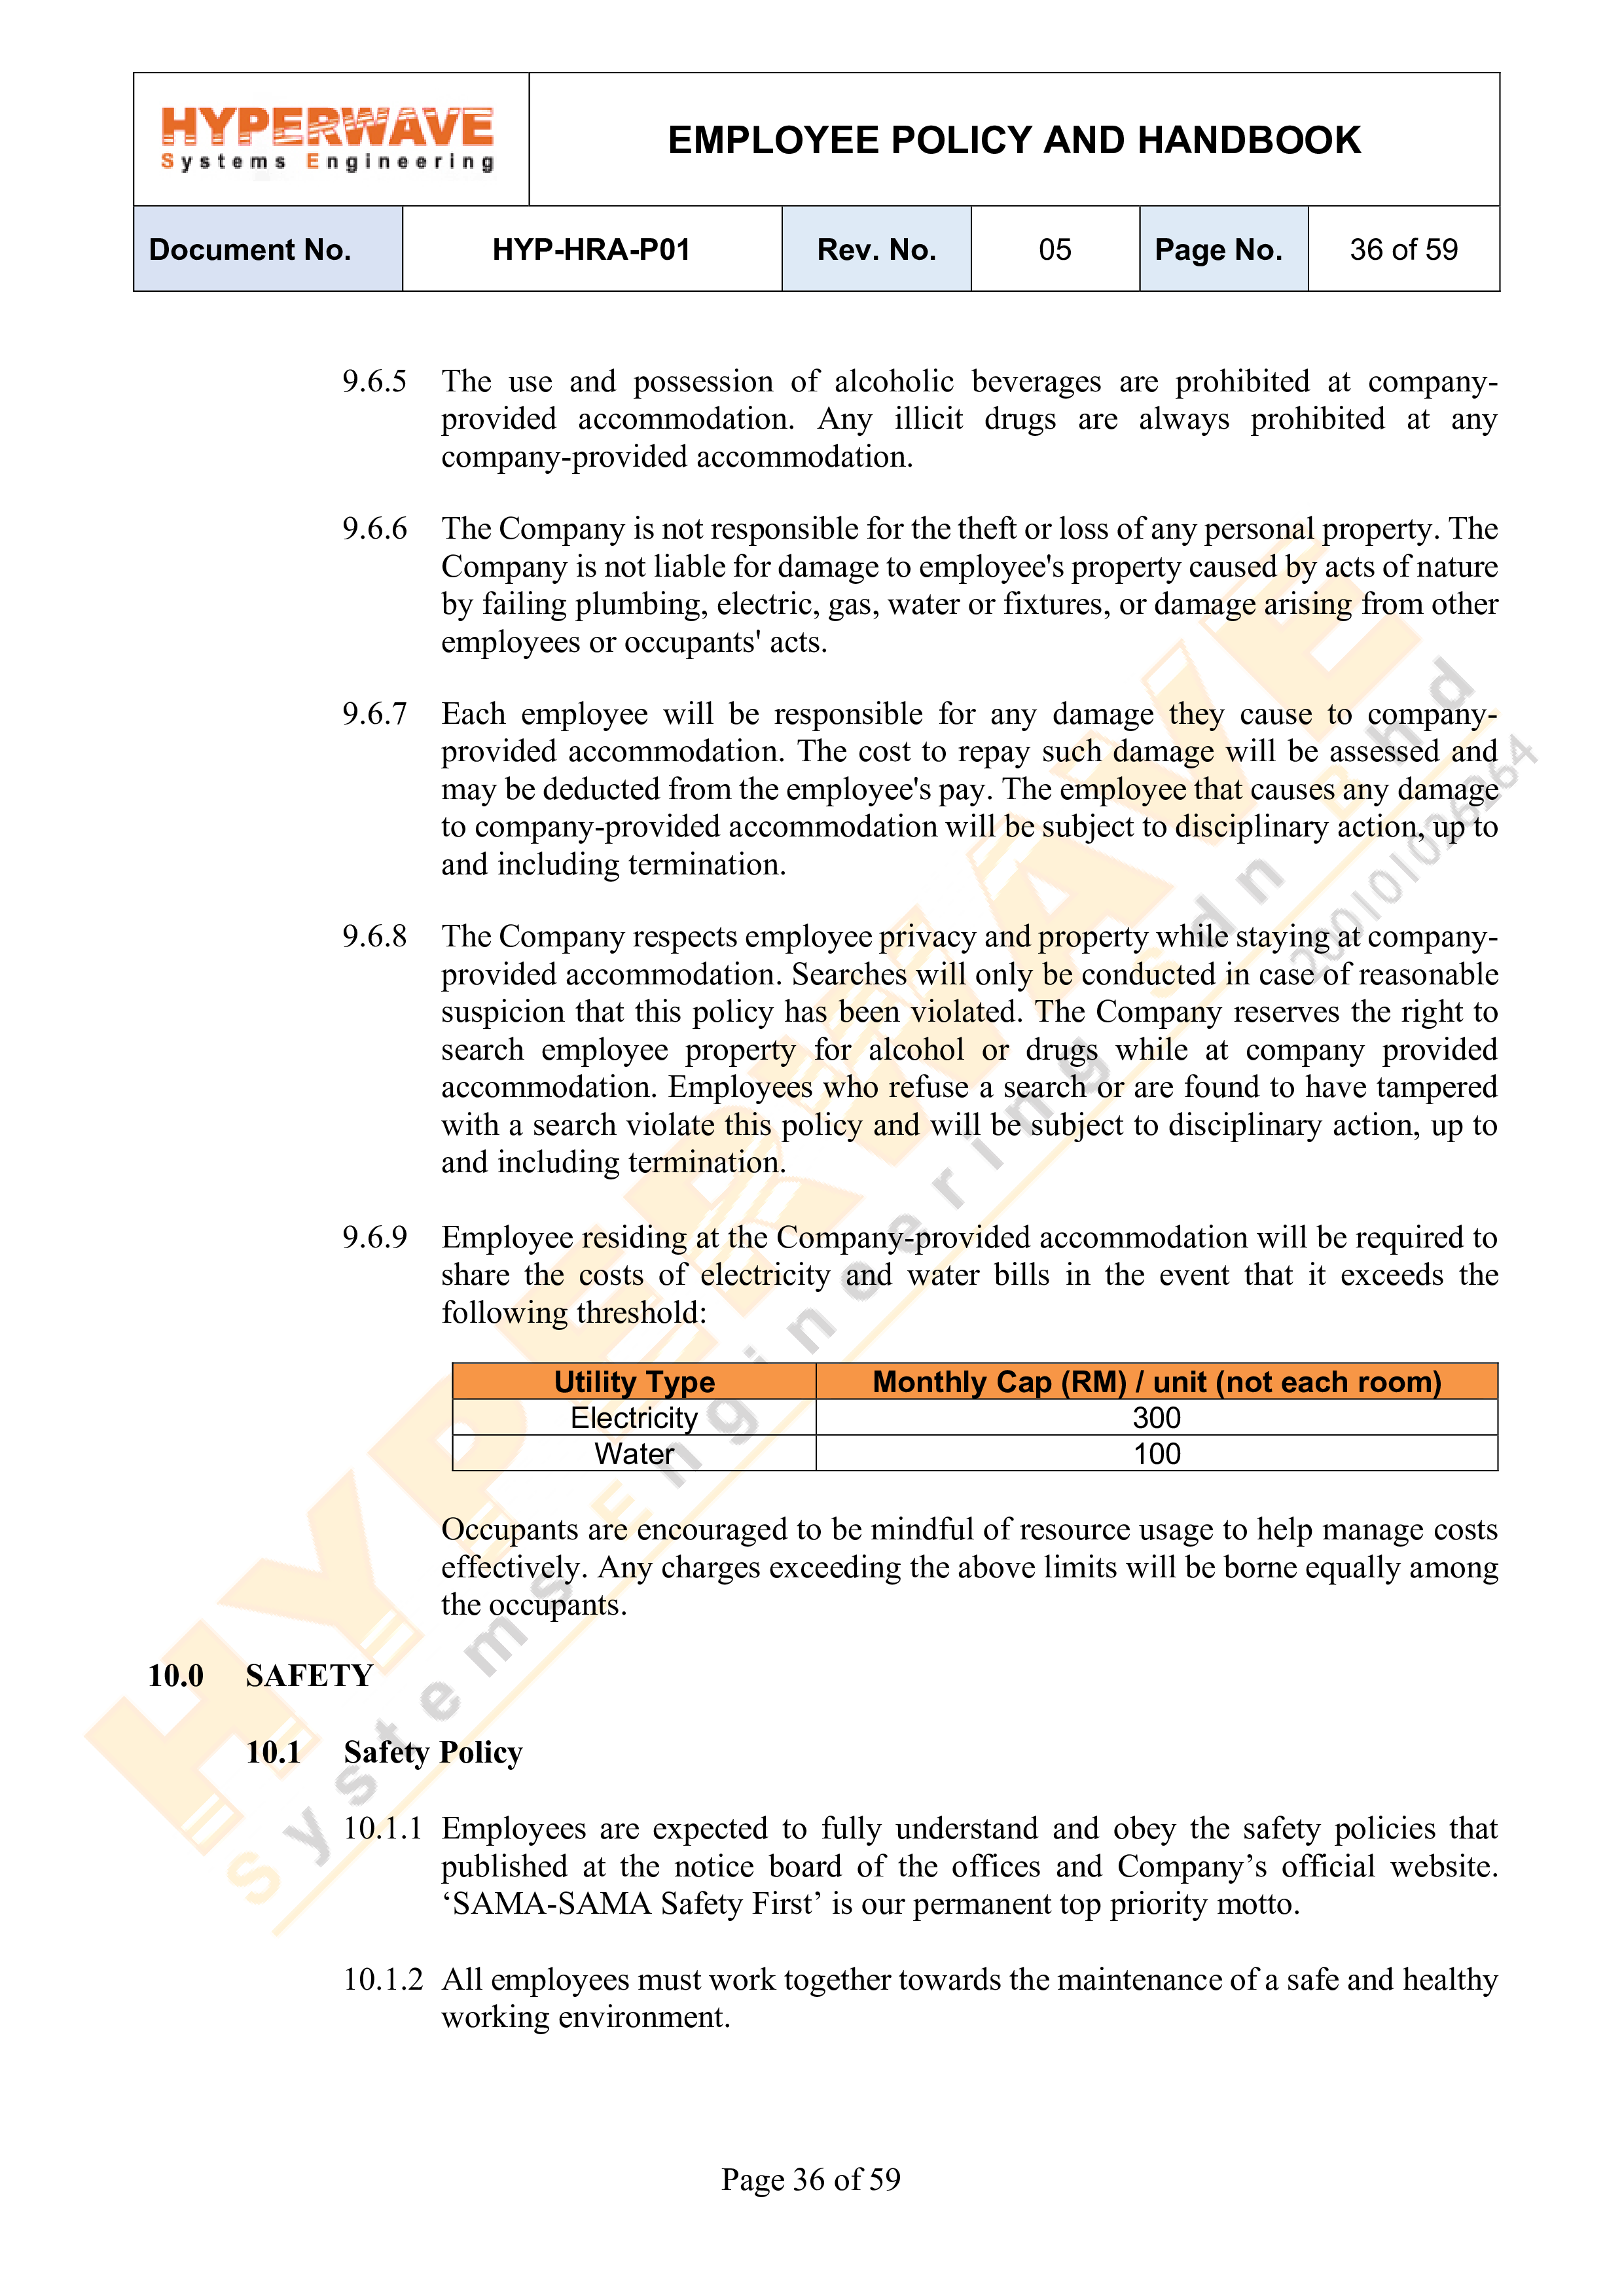 HYPERWAVE
Systems Engineering
EMPLOYEE POLICY AND HANDBOOK
Document No. HYP-HRA-P01 Rev. No. 05 Page No. 36 of 59
9.6.5 The use and possession of alcoholic beverages are prohibited at company-
provided accommodation. Any illicit drugs are always prohibited at any
company-provided accommodation.
9.6.6 The Company is not responsible for the theft or loss of any personal property. The
Company is not liable for damage to employee's property caused by acts of nature
by failing plumbing, electric, gas, water or fixtures, or damage arising from other
employees or occupants' acts.
9.6.7 Each employee will be responsible for any damage they cause to company-
provided accommodation. The cost to repay such damage will be assessed and
may be deducted from the employee's pay. The employee that causes any damage
to company-provided accommodation will be subject to disciplinary action, up to
and including termination.
9.6.8 The Company respects employee privacy and property while staying at company-
provided accommodation. Searches will only be conducted in case of reasonable
suspicion that this policy has been violated. The Company reserves the right to
search employee property for alcohol or drugs while at company provided
accommodation. Employees who refuse a search or are found to have tampered
with a search violate this policy and will be subject to disciplinary action, up to
and including termination.
9.6.9 Employee residing at the Company-provided accommodation will be required to
share the costs of electricity and water bills in the event that it exceeds the
following threshold:
Utility Type Monthly Cap (RM) / unit (not each room)
Electricity 300
Water 100
Occupants are encouraged to be mindful of resource usage to help manage costs
effectively. Any charges exceeding the above limits will be borne equally among
the occupants.
10.0 SAFETY
10.1 Safety Policy
10.1.1 Employees are expected to fully understand and obey the safety policies that
published at the notice board of the offices and Company’s official website.
‘SAMA-SAMA Safety First’ is our permanent top priority motto.
10.1.2 All employees must work together towards the maintenance of a safe and healthy
working environment.
Page 36 of 59
HYPERWAVE
Systems Engineering Sdn Bhd
200101026264